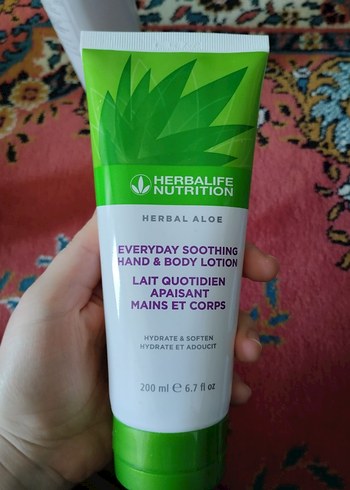 HERBALIFE
NUTRITION
HERBAL ALOE
EVERYDAY SOOTHING
HAND & BODY LOTION
LAIT QUOTIDIEN
APAISANT
MAINS ET CORPS
HYDRATE & SOFTEN
HYDRATE ET ADOUCIT
200 ml ℮ 6.7 fl oz